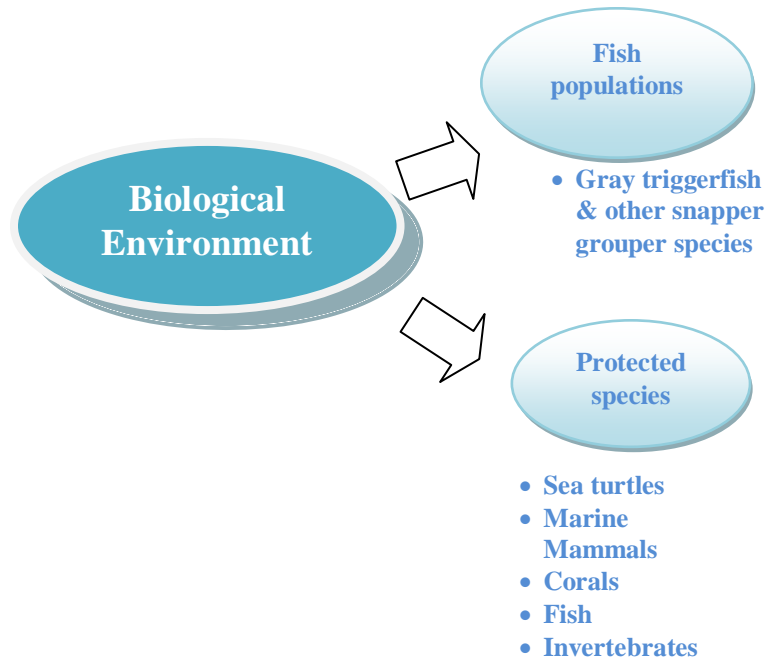 Fish
populations
Biological
Environment
• Gray triggerfish
& other snapper
grouper species
Protected
species
• Sea turtles
• Marine
Mammals
• Corals
• Fish
• Invertebrates